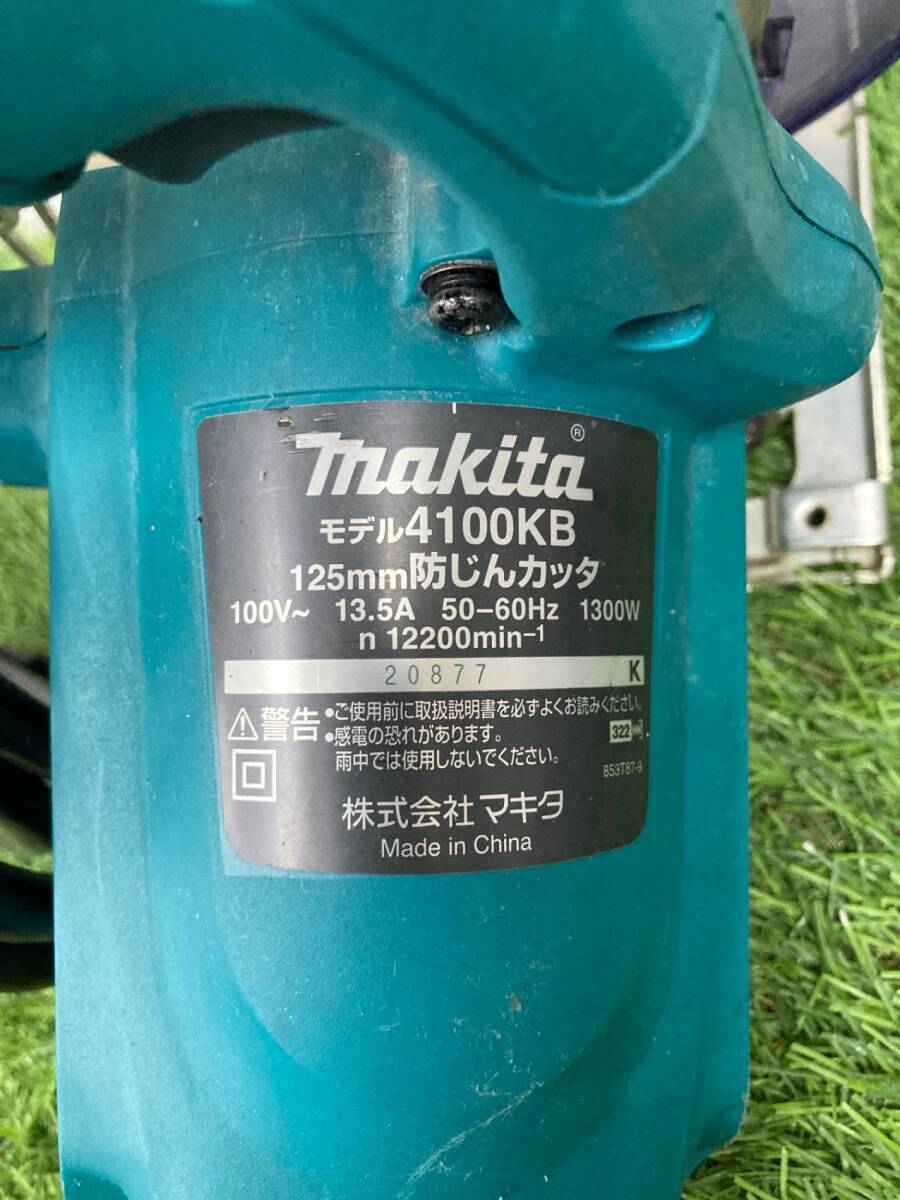 makita®
モデル4100KB
125mm防じんカッタ
100V~ 13.5A 50-60Hz 1300W
n 12200min-1
20877 K
警告 •ご使用前に取扱説明書を必ずよくお読みください。
•感電の恐れがあります。 322
雨中では使用しないでください。
853T87-9
株式会社マキタ
Made in China